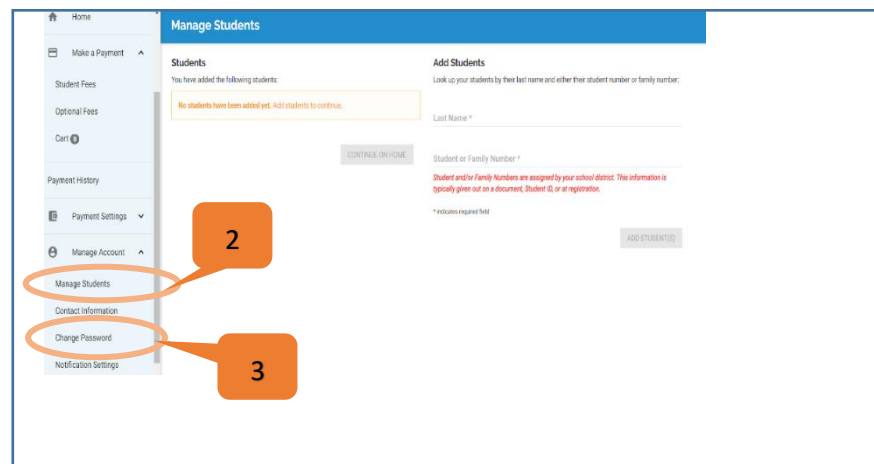 Home
Make a Payment
Student Fees
Optional Fees
Cart 0
Payment History
Payment Settings
Manage Account
Manage Students
Contact Information
Change Password
Notification Settings
Manage Students
Students
You have added the following students:
No students have been added yet. Add students to continue.
CONTINUE ON HOME
Add Students
Look up your students by their last name and either their student number or family number:
Last Name *
Student or Family Number *
Student and/or Family Numbers are assigned by your school district. This information is
typically given out on a document, Student ID, or at registration.
* indicates required field
ADD STUDENT(S)
2
3